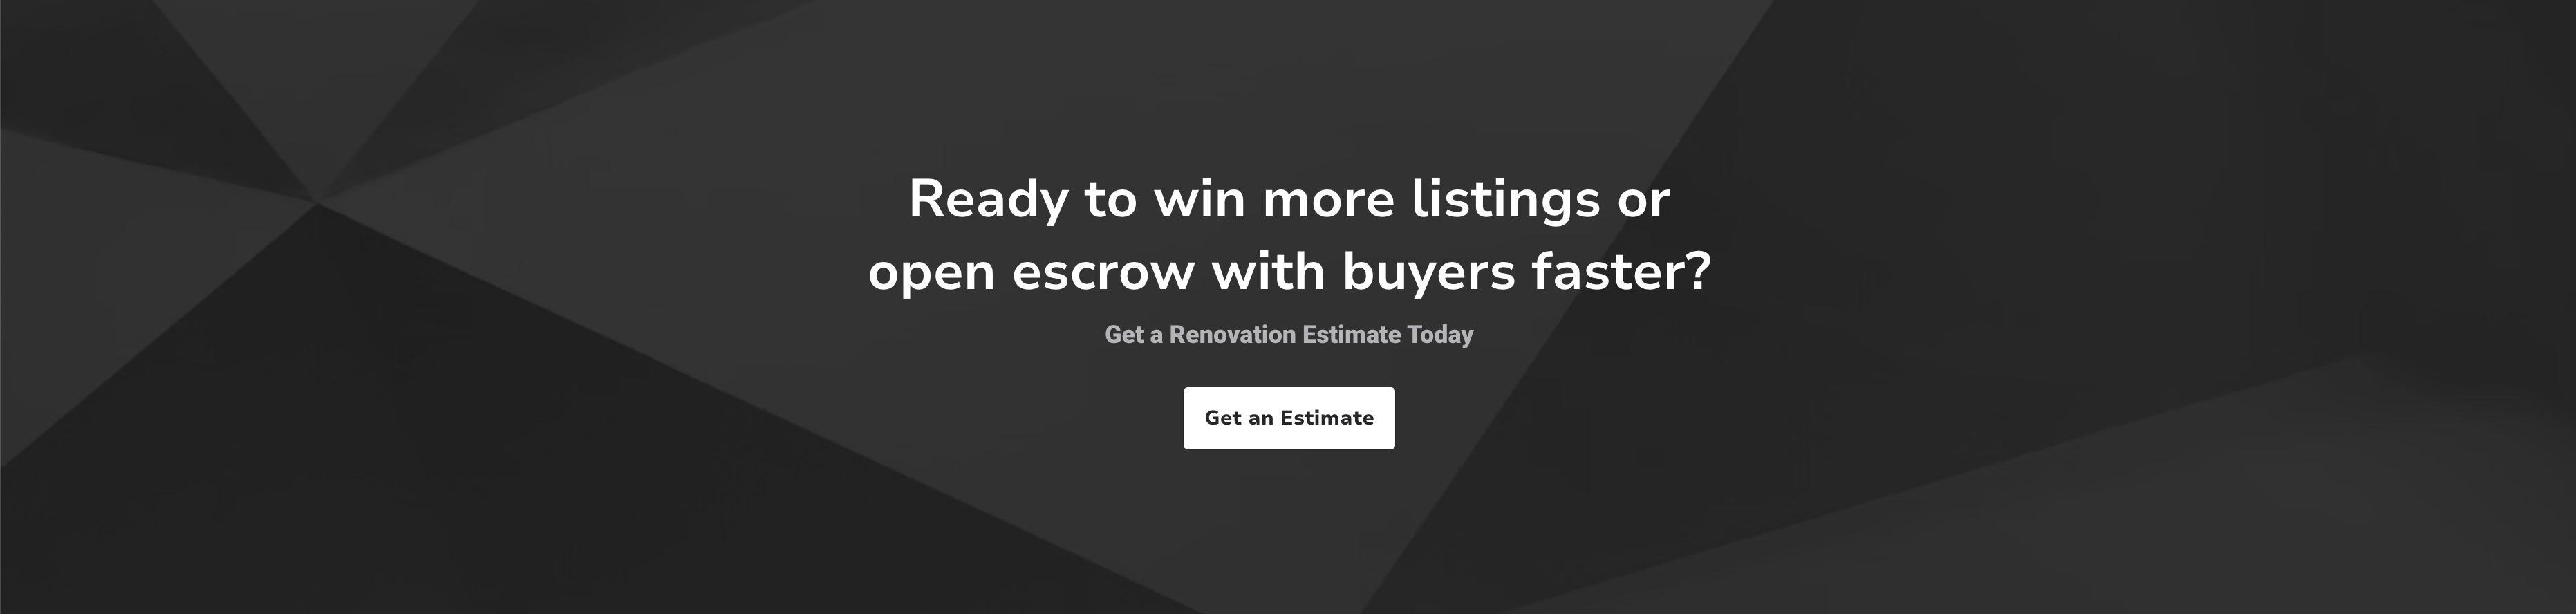 Ready to win more listings or
open escrow with buyers faster?
Get a Renovation Estimate Today
Get an Estimate